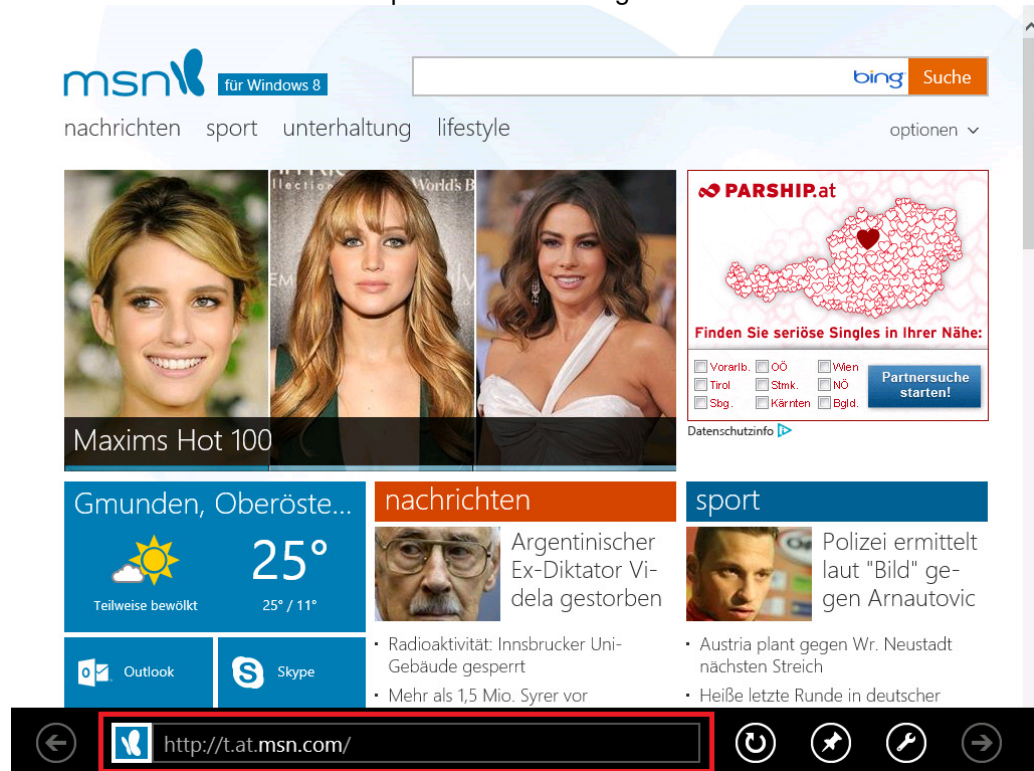 msn für Windows 8
bing Suche
nachrichten sport unterhaltung lifestyle
optionen
Maxims Hot 100
PARSHIP.at
Finden Sie seriöse Singles in Ihrer Nähe:
Vorarlb. OÖ Wien
Tirol Stmk. NÖ
Sbg. Kärnten Bgld.
Partnersuche
starten!
Datenschutzinfo
Gmunden, Oberöste...
25°
Teilweise bewölkt
25° / 11°
Outlook
Skype
nachrichten
Argentinischer
Ex-Diktator Vi-
dela gestorben
Radioaktivität: Innsbrucker Uni-
Gebäude gesperrt
Mehr als 1,5 Mio. Syrer vor
sport
Polizei ermittelt
laut "Bild" ge-
gen Arnautovic
Austria plant gegen Wr. Neustadt
nächsten Streich
Heiße letzte Runde in deutscher
http://t.at.msn.com/